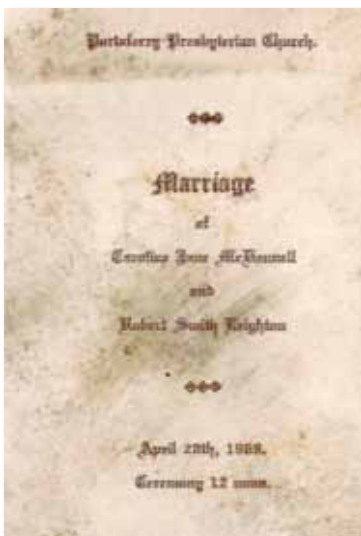 Portaferry Presbyterian Church.
Marriage
of
Caroline Jane McDonnell
and
Robert Smith Leighton
April 28th,
Ceremony 12 noon.